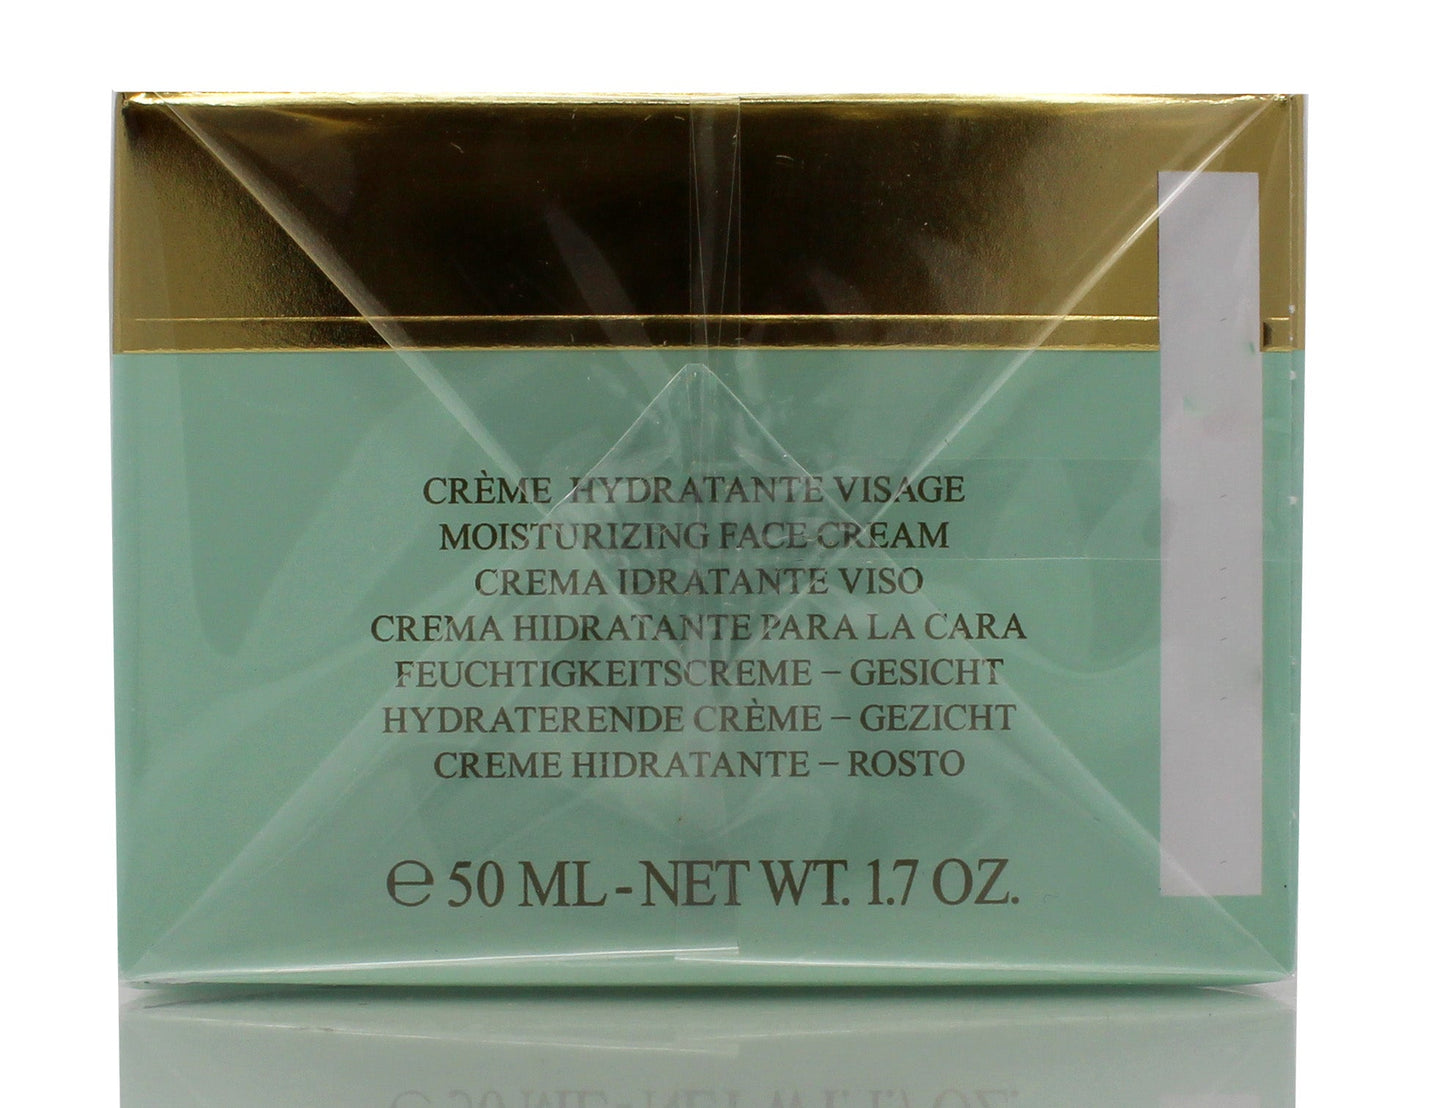 CRÈME HYDRATANTE VISAGE
MOISTURIZING FACE CREAM
CREMA IDRATANTE VISO
CREMA HIDRATANTE PARA LA CARA
FEUCHTIGKEITSCREME – GESICHT
HYDRATERENDE CRÈME – GEZICHT
CREME HIDRATANTE – ROSTO
℮ 50 ML - NET WT. 1.7 OZ.